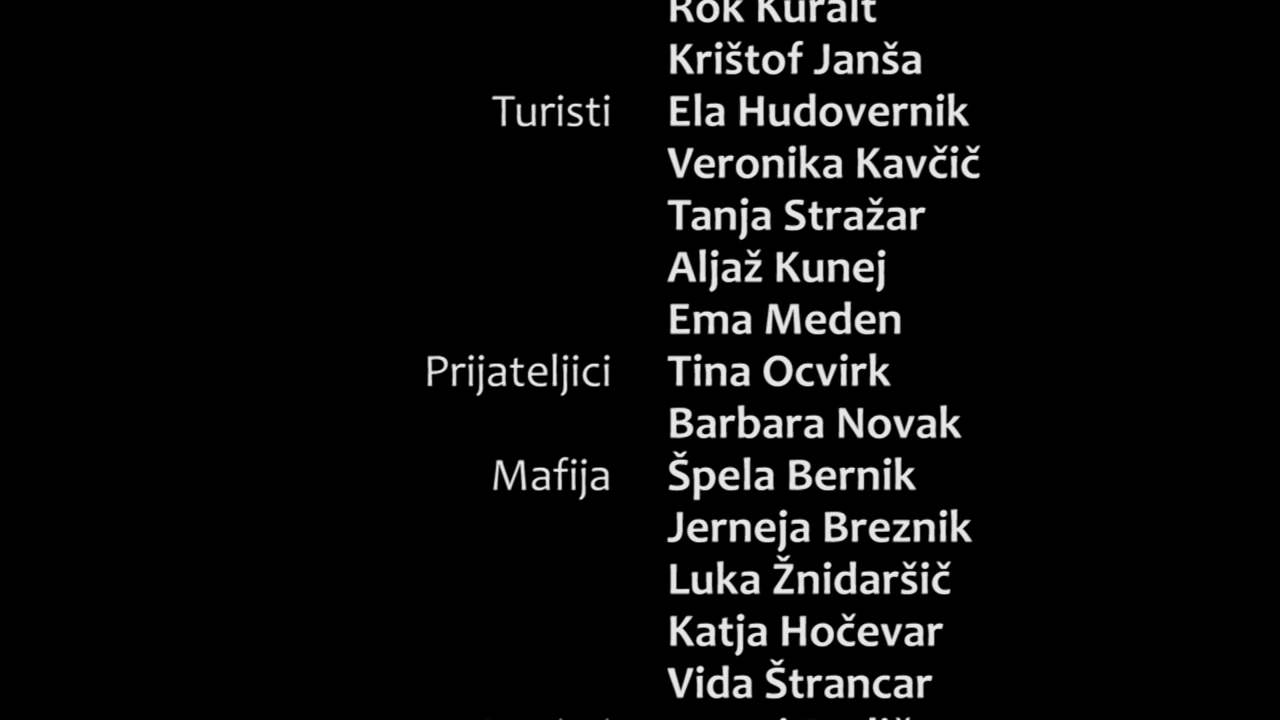 Rok Kuralt
Krištof Janša
Turisti Ela Hudovernik
Veronika Kavčič
Tanja Stražar
Aljaž Kunej
Ema Meden
Prijateljici Tina Ocvirk
Barbara Novak
Mafija Špela Bernik
Jerneja Breznik
Luka Žnidaršič
Katja Hočevar
Vida Štrancar